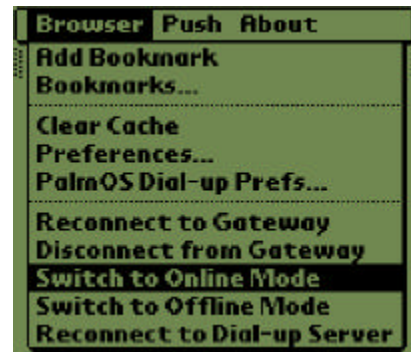 Browser Push About
Add Bookmark
Bookmarks...
Clear Cache
Preferences...
PalmOS Dial-up Prefs...
Reconnect to Gateway
Disconnect from Gateway
Switch to Online Mode
Switch to Offline Mode
Reconnect to Dial-up Server